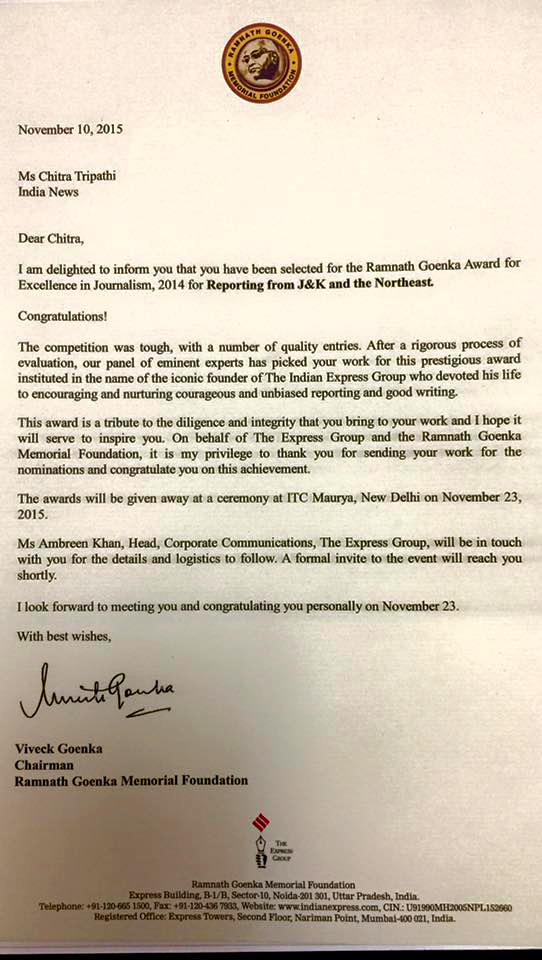 RAMNATH GOENKA
MEMORIAL FOUNDATION
November 10, 2015
Ms Chitra Tripathi
India News
Dear Chitra,
I am delighted to inform you that you have been selected for the Ramnath Goenka Award for
Excellence in Journalism, 2014 for Reporting from J&K and the Northeast.
Congratulations!
The competition was tough, with a number of quality entries. After a rigorous process of
evaluation, our panel of eminent experts has picked your work for this prestigious award
instituted in the name of the iconic founder of The Indian Express Group who devoted his life
to encouraging and nurturing courageous and unbiased reporting and good writing.
This award is a tribute to the diligence and integrity that you bring to your work and I hope it
will serve to inspire you. On behalf of The Express Group and the Ramnath Goenka
Memorial Foundation, it is my privilege to thank you for sending your work for the
nominations and congratulate you on this achievement.
The awards will be given away at a ceremony at ITC Maurya, New Delhi on November 23,
2015.
Ms Ambreen Khan, Head, Corporate Communications, The Express Group, will be in touch
with you for the details and logistics to follow. A formal invite to the event will reach you
shortly.
I look forward to meeting you and congratulating you personally on November 23.
With best wishes,
Viveck Goenka
Chairman
Ramnath Goenka Memorial Foundation
THE
EXPRESS
GROUP
Ramnath Goenka Memorial Foundation
Express Building, B-1/B, Sector-10, Noida-201 301, Uttar Pradesh, India.
Telephone: +91-120-665 1500, Fax: +91-120-436 7933, Website: www.indianexpress.com, CIN.: U91990MH2005NPL152660
Registered Office: Express Towers, Second Floor, Nariman Point, Mumbai-400 021, India.